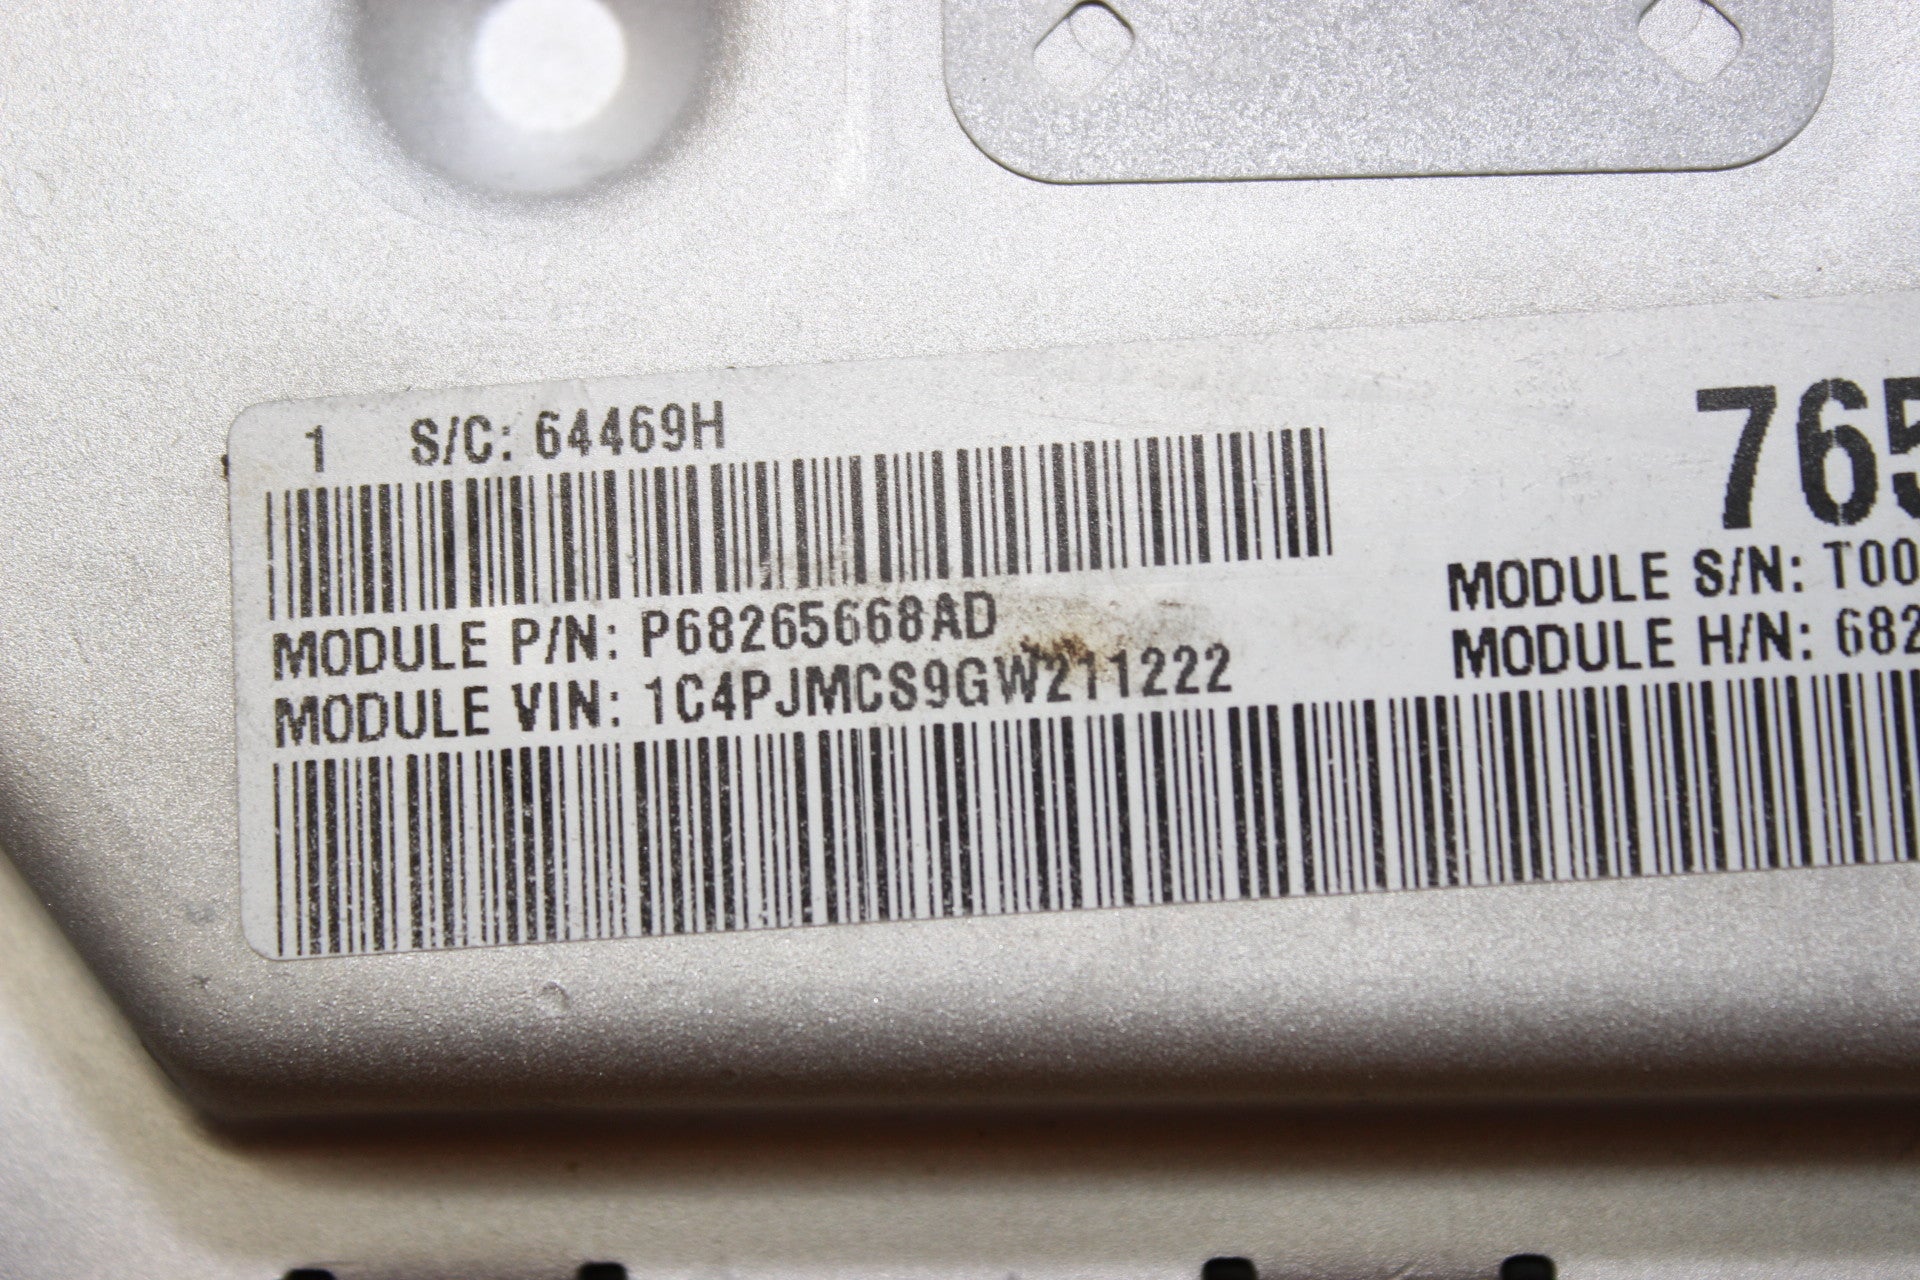 1 S/C: 64469H
765
MODULE P/N: P68265668AD
MODULE VIN: 1C4PJMCS9GW211222
MODULE S/N: T00
MODULE H/N: 682